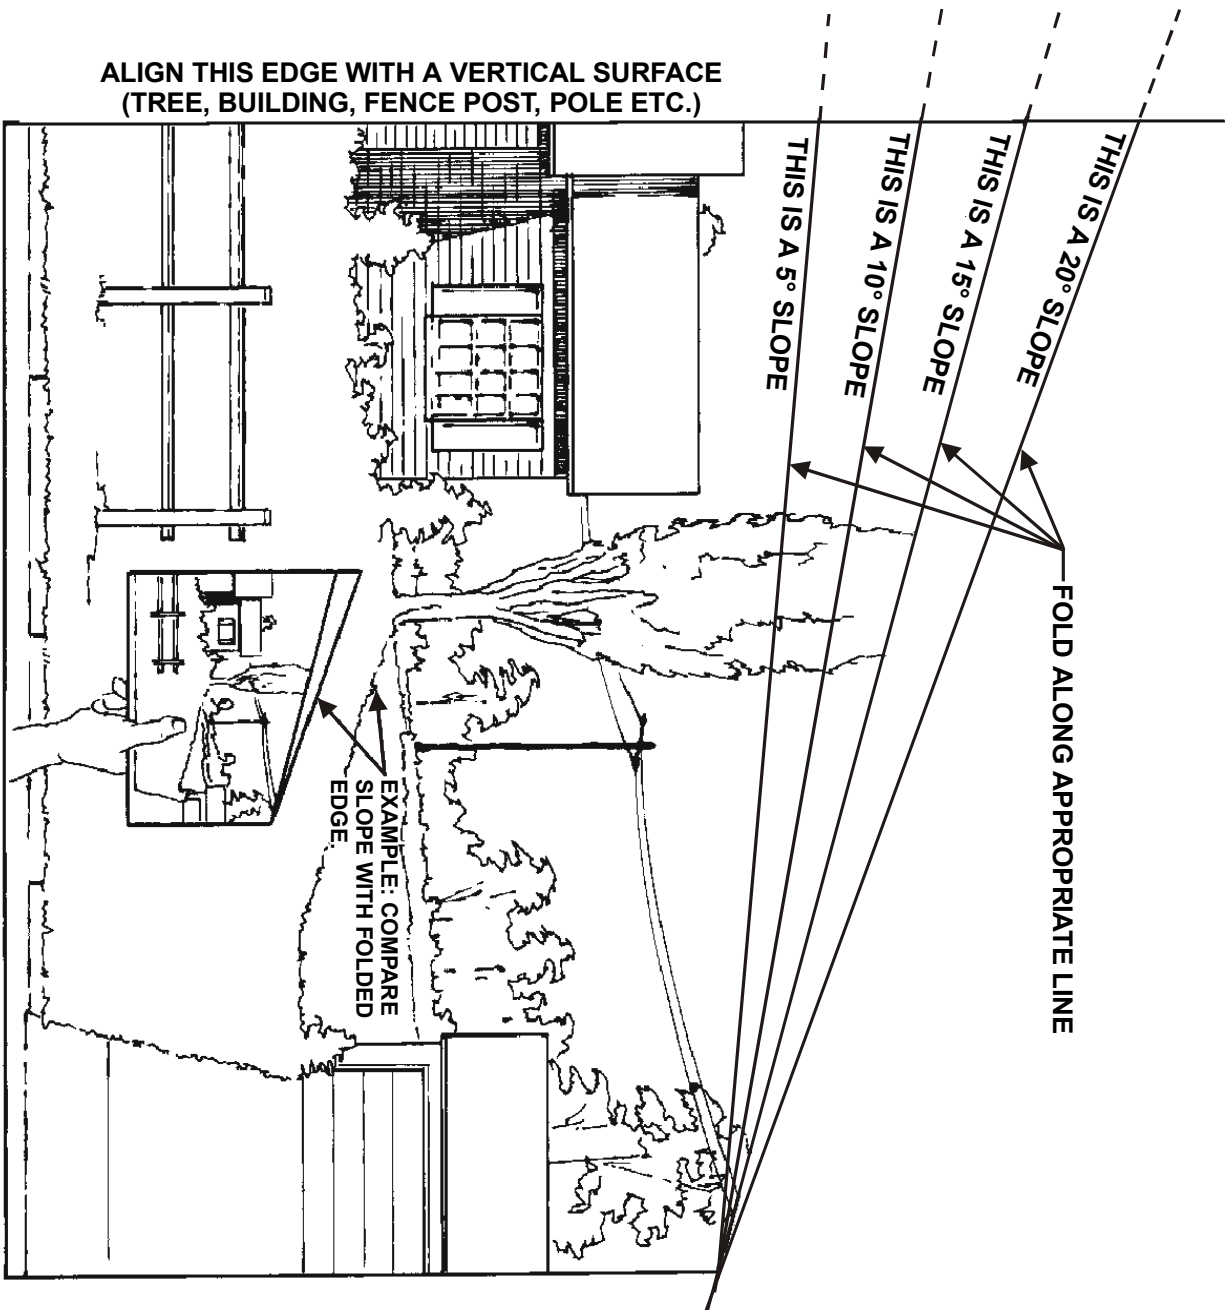 ALIGN THIS EDGE WITH A VERTICAL SURFACE
(TREE, BUILDING, FENCE POST, POLE ETC.)
THIS IS A 5° SLOPE
THIS IS A 10° SLOPE
THIS IS A 15° SLOPE
THIS IS A 20° SLOPE
FOLD ALONG APPROPRIATE LINE
EXAMPLE: COMPARE
SLOPE WITH FOLDED
EDGE.